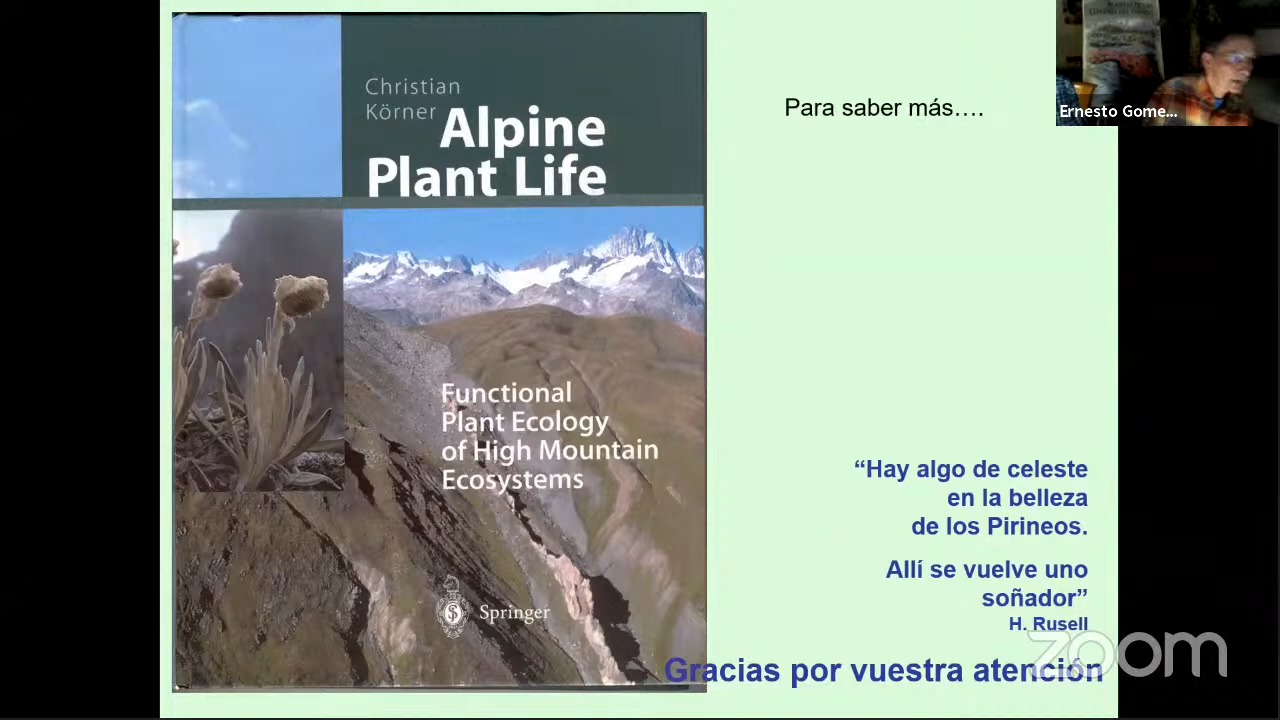 Christian
Körner
Alpine
Plant Life
Functional
Plant Ecology
of High Mountain
Ecosystems
Springer
Para saber más….
Ernesto Gome...
“Hay algo de celeste
en la belleza
de los Pirineos.
Allí se vuelve uno
soñador”
H. Rusell
Gracias por vuestra atención
zoom